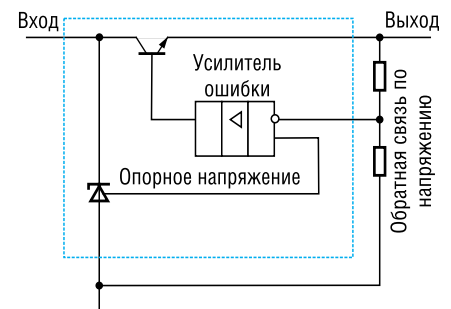 Вход
Выход
Усилитель
ошибки
Опорное напряжение
Обратная связь по
напряжению